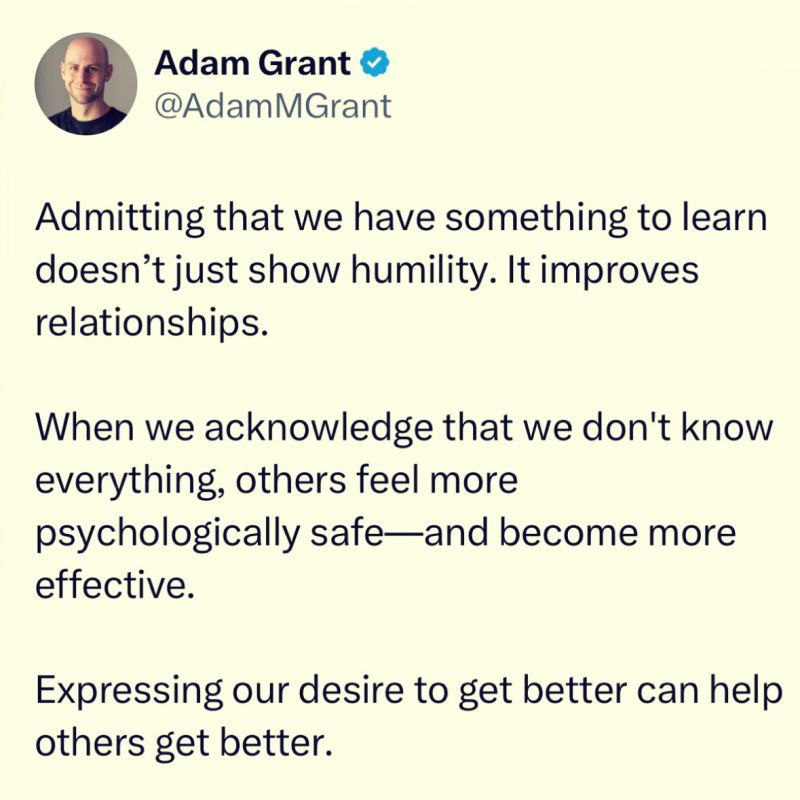 Adam Grant
@AdamMGrant
Admitting that we have something to learn
doesn’t just show humility. It improves
relationships.
When we acknowledge that we don't know
everything, others feel more
psychologically safe—and become more
effective.
Expressing our desire to get better can help
others get better.